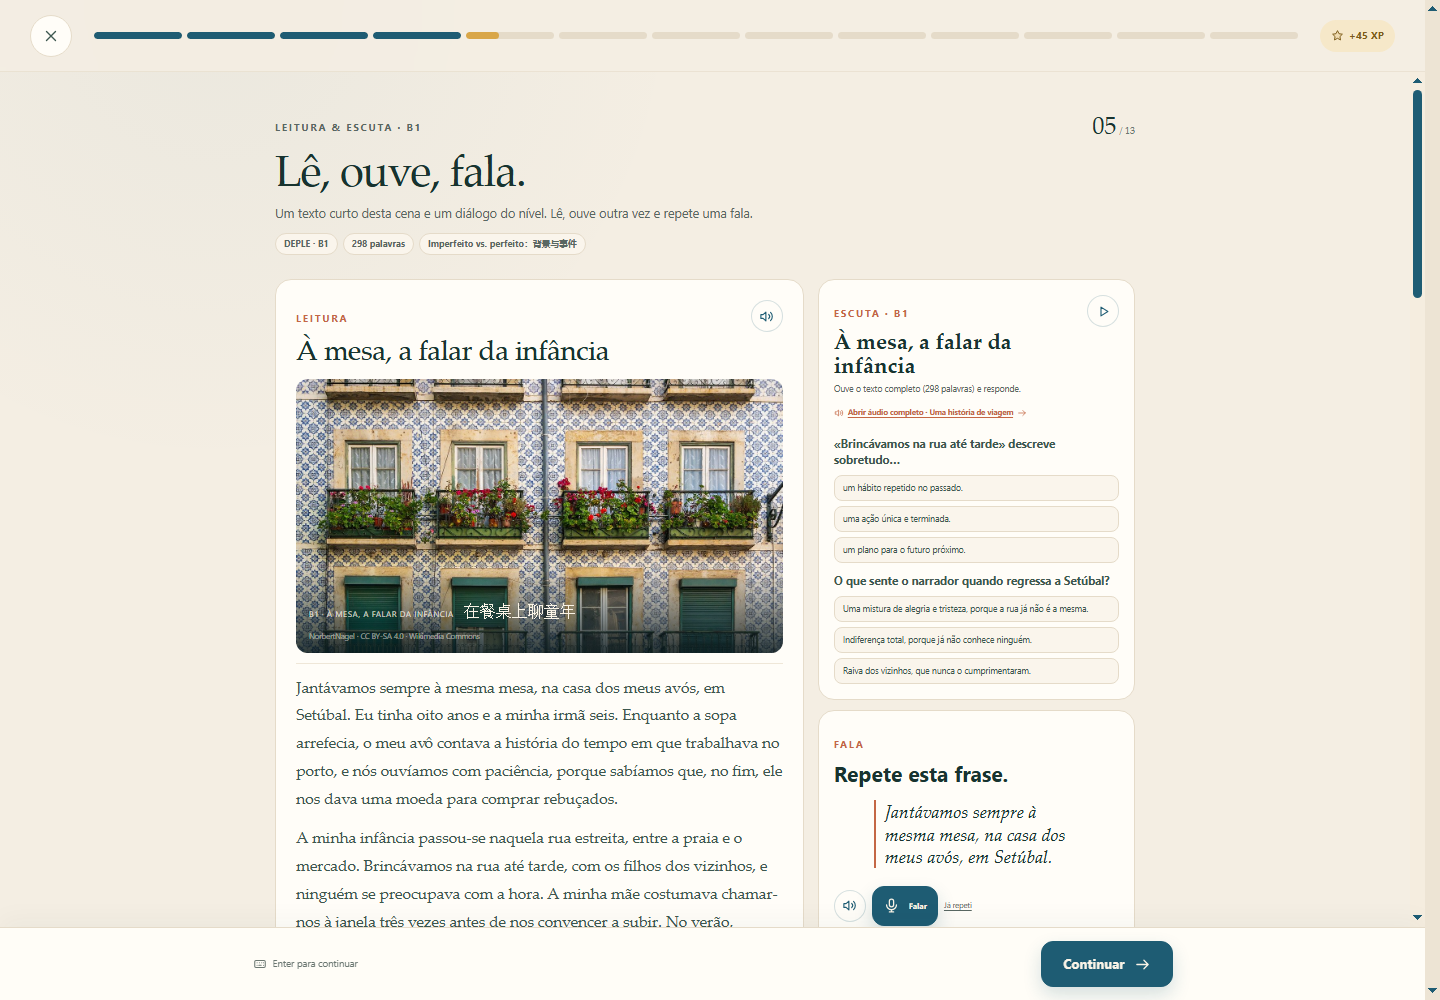 +45 XP
LEITURA & ESCUTA · B1
05 / 13
Lê, ouve, fala.
Um texto curto desta cena e um diálogo do nível. Lê, ouve outra vez e repete uma fala.
DEPLE · B1
298 palavras
Imperfeito vs. perfeito: 背景与事件
LEITURA
À mesa, a falar da infância
B1 · À MESA, A FALAR DA INFÂNCIA 在餐桌上聊童年
NorbertNagel · CC BY-SA 4.0 · Wikimedia Commons
Jantávamos sempre à mesma mesa, na casa dos meus avós, em
Setúbal. Eu tinha oito anos e a minha irmã seis. Enquanto a sopa
arrefecia, o meu avô contava a história do tempo em que trabalhava no
porto, e nós ouvíamos com paciência, porque sabíamos que, no fim, ele
nos dava uma moeda para comprar rebuçados.
A minha infância passou-se naquela rua estreita, entre a praia e o
mercado. Brincávamos na rua até tarde, com os filhos dos vizinhos, e
ninguém se preocupava com a hora. A minha mãe costumava chamar-
nos à janela três vezes antes de nos convencer a subir. No verão,
ESCUTA · B1
À mesa, a falar da
infância
Ouve o texto completo (298 palavras) e responde.
Abrir áudio completo · Uma história de viagem →
«Brincávamos na rua até tarde» descreve
sobretudo…
um hábito repetido no passado.
uma ação única e terminada.
um plano para o futuro próximo.
O que sente o narrador quando regressa a Setúbal?
Uma mistura de alegria e tristeza, porque a rua já não é a mesma.
Indiferença total, porque já não conhece ninguém.
Raiva dos vizinhos, que nunca o cumprimentaram.
FALA
Repete esta frase.
Jantávamos sempre à
mesma mesa, na casa dos
meus avós, em Setúbal.
Falar
Já repeti
Enter para continuar
Continuar →